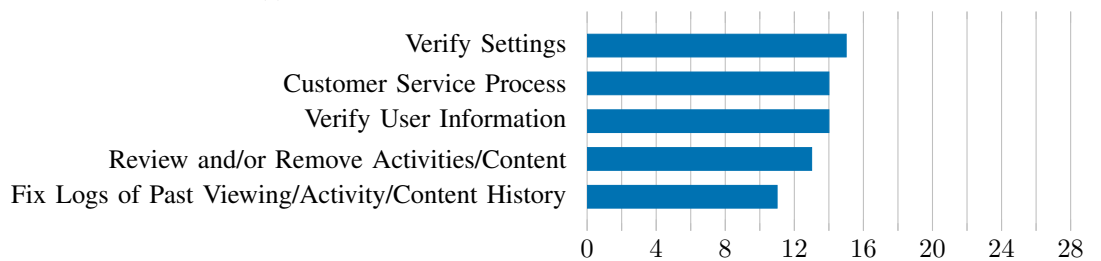 Verify Settings
Customer Service Process
Verify User Information
Review and/or Remove Activities/Content
Fix Logs of Past Viewing/Activity/Content History
0 4 8 12 16 20 24 28